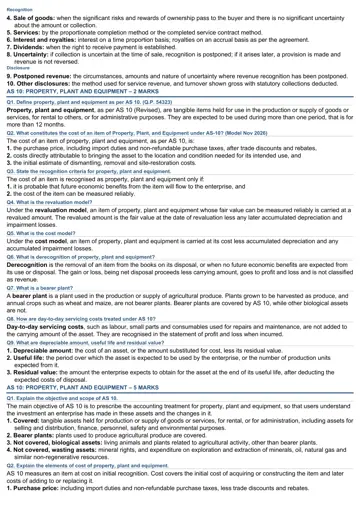 Recognition
4. Sale of goods: when the significant risks and rewards of ownership pass to the buyer and there is no significant uncertainty
about the amount of collection.
5. Services: by the proportionate completion method or the completed service contract method.
6. Interest and royalties: interest on a time proportion basis; royalties on an accrual basis as per the agreement.
7. Dividends: when the right to receive payment is established.
8. Uncertainty: if collection is uncertain at the time of sale, recognition is postponed; if it arises later, a provision is made and
revenue is not reversed.
Disclosure
9. Postponed revenue: the circumstances, amounts and nature of uncertainty where revenue recognition has been postponed.
10. Other disclosures: the method used for service revenue, and turnover shown gross with statutory collections deducted.
AS 10: PROPERTY, PLANT AND EQUIPMENT – 2 MARKS
Q1. Define property, plant and equipment as per AS 10. (Q.P. 54323)
Property, plant and equipment, as per AS 10 (Revised), are tangible items held for use in the production or supply of goods or
services, for rental to others, or for administrative purposes. They are expected to be used during more than one period, that is for
more than 12 months.
Q2. What constitutes the cost of an item of Property, Plant, and Equipment under AS-10? (Model Nov 2026)
The cost of an item of property, plant and equipment, as per AS 10, is:
1. the purchase price, including import duties and non-refundable purchase taxes, after trade discounts and rebates,
2. costs directly attributable to bringing the asset to the location and condition needed for its intended use, and
3. the initial estimate of dismantling, removal and site-restoration costs.
Q3. State the recognition criteria for property, plant and equipment.
The cost of an item is recognised as property, plant and equipment only if:
1. it is probable that future economic benefits from the item will flow to the enterprise, and
2. the cost of the item can be measured reliably.
Q4. What is the revaluation model?
Under the revaluation model, an item of property, plant and equipment whose fair value can be measured reliably is carried at a
revalued amount. The revalued amount is the fair value at the date of revaluation less any later accumulated depreciation and
impairment losses.
Q5. What is the cost model?
Under the cost model, an item of property, plant and equipment is carried at its cost less accumulated depreciation and any
accumulated impairment losses.
Q6. What is derecognition of property, plant and equipment?
Derecognition is the removal of an item from the books on its disposal, or when no future economic benefits are expected from
its use or disposal. The gain or loss, being net disposal proceeds less carrying amount, goes to profit and loss and is not classified
as revenue.
Q7. What is a bearer plant?
A bearer plant is a plant used in the production or supply of agricultural produce. Plants grown to be harvested as produce, and
annual crops such as wheat and maize, are not bearer plants. Bearer plants are covered by AS 10, while other biological assets
are not.
Q8. How are day-to-day servicing costs treated under AS 10?
Day-to-day servicing costs, such as labour, small parts and consumables used for repairs and maintenance, are not added to
the carrying amount of the asset. They are recognised in the statement of profit and loss when incurred.
Q9. What are depreciable amount, useful life and residual value?
1. Depreciable amount: the cost of an asset, or the amount substituted for cost, less its residual value.
2. Useful life: the period over which the asset is expected to be used by the enterprise, or the number of production units
expected from it.
3. Residual value: the amount the enterprise expects to obtain for the asset at the end of its useful life, after deducting the
expected costs of disposal.
AS 10: PROPERTY, PLANT AND EQUIPMENT – 5 MARKS
Q1. Explain the objective and scope of AS 10.
The main objective of AS 10 is to prescribe the accounting treatment for property, plant and equipment, so that users understand
the investment an enterprise has made in these assets and the changes in it.
1. Covered: tangible assets held for production or supply of goods or services, for rental, or for administration, including assets for
selling and distribution, finance, personnel, safety and environmental purposes.
2. Bearer plants: plants used to produce agricultural produce are covered.
3. Not covered, biological assets: living animals and plants related to agricultural activity, other than bearer plants.
4. Not covered, wasting assets: mineral rights, and expenditure on exploration and extraction of minerals, oil, natural gas and
similar non-regenerative resources.
Q2. Explain the elements of cost of property, plant and equipment.
AS 10 measures an item at cost on initial recognition. Cost covers the initial cost of acquiring or constructing the item and later
costs of adding to or replacing it.
1. Purchase price: including import duties and non-refundable purchase taxes, less trade discounts and rebates.